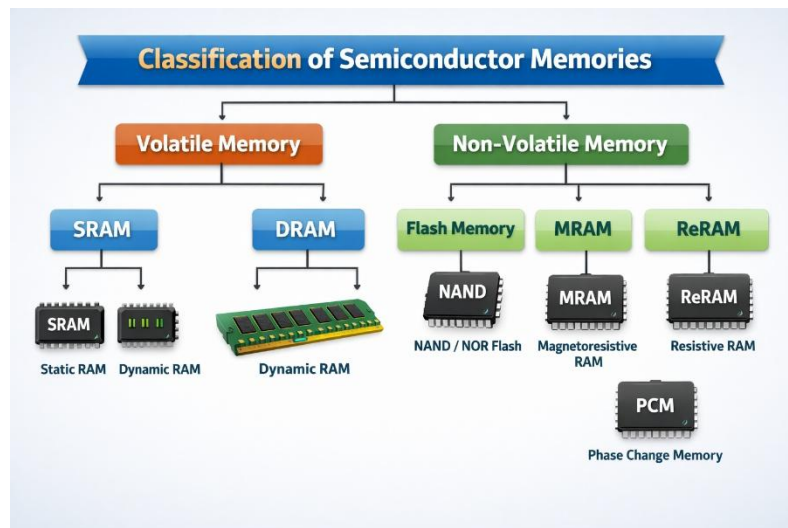 Classification of Semiconductor Memories
Volatile Memory
Non-Volatile Memory
SRAM
DRAM
Flash Memory
MRAM
ReRAM
SRAM
NAND
MRAM
ReRAM
Static RAM
Dynamic RAM
Dynamic RAM
NAND / NOR Flash
Magnetoresistive
RAM
Resistive RAM
PCM
Phase Change Memory